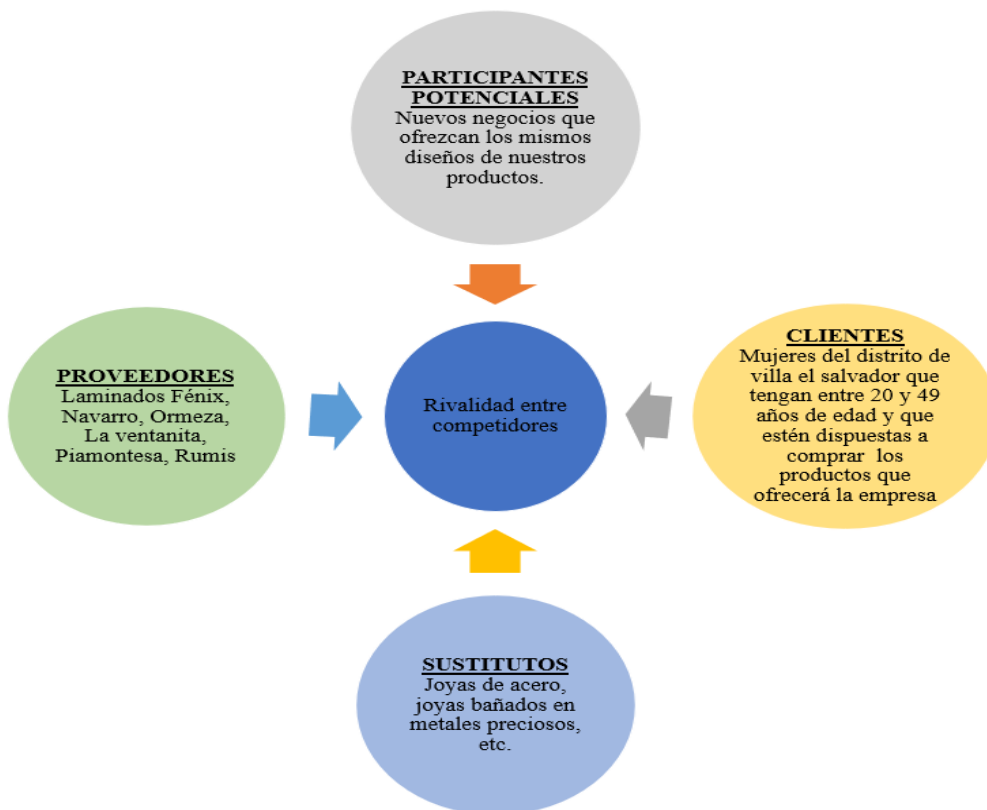 PARTICIPANTES
POTENCIALES
Nuevos negocios que
ofrezcan los mismos
diseños de nuestros
productos.
PROVEEDORES
Laminados Fénix,
Navarro, Ormeza,
La ventanita,
Piamontesa, Rumis
Rivalidad entre
competidores
CLIENTES
Mujeres del distrito de
villa el salvador que
tengan entre 20 y 49
años de edad y que
estén dispuestas a
comprar los
productos que
ofrecerá la empresa
SUSTITUTOS
Joyas de acero,
joyas bañados en
metales preciosos,
etc.